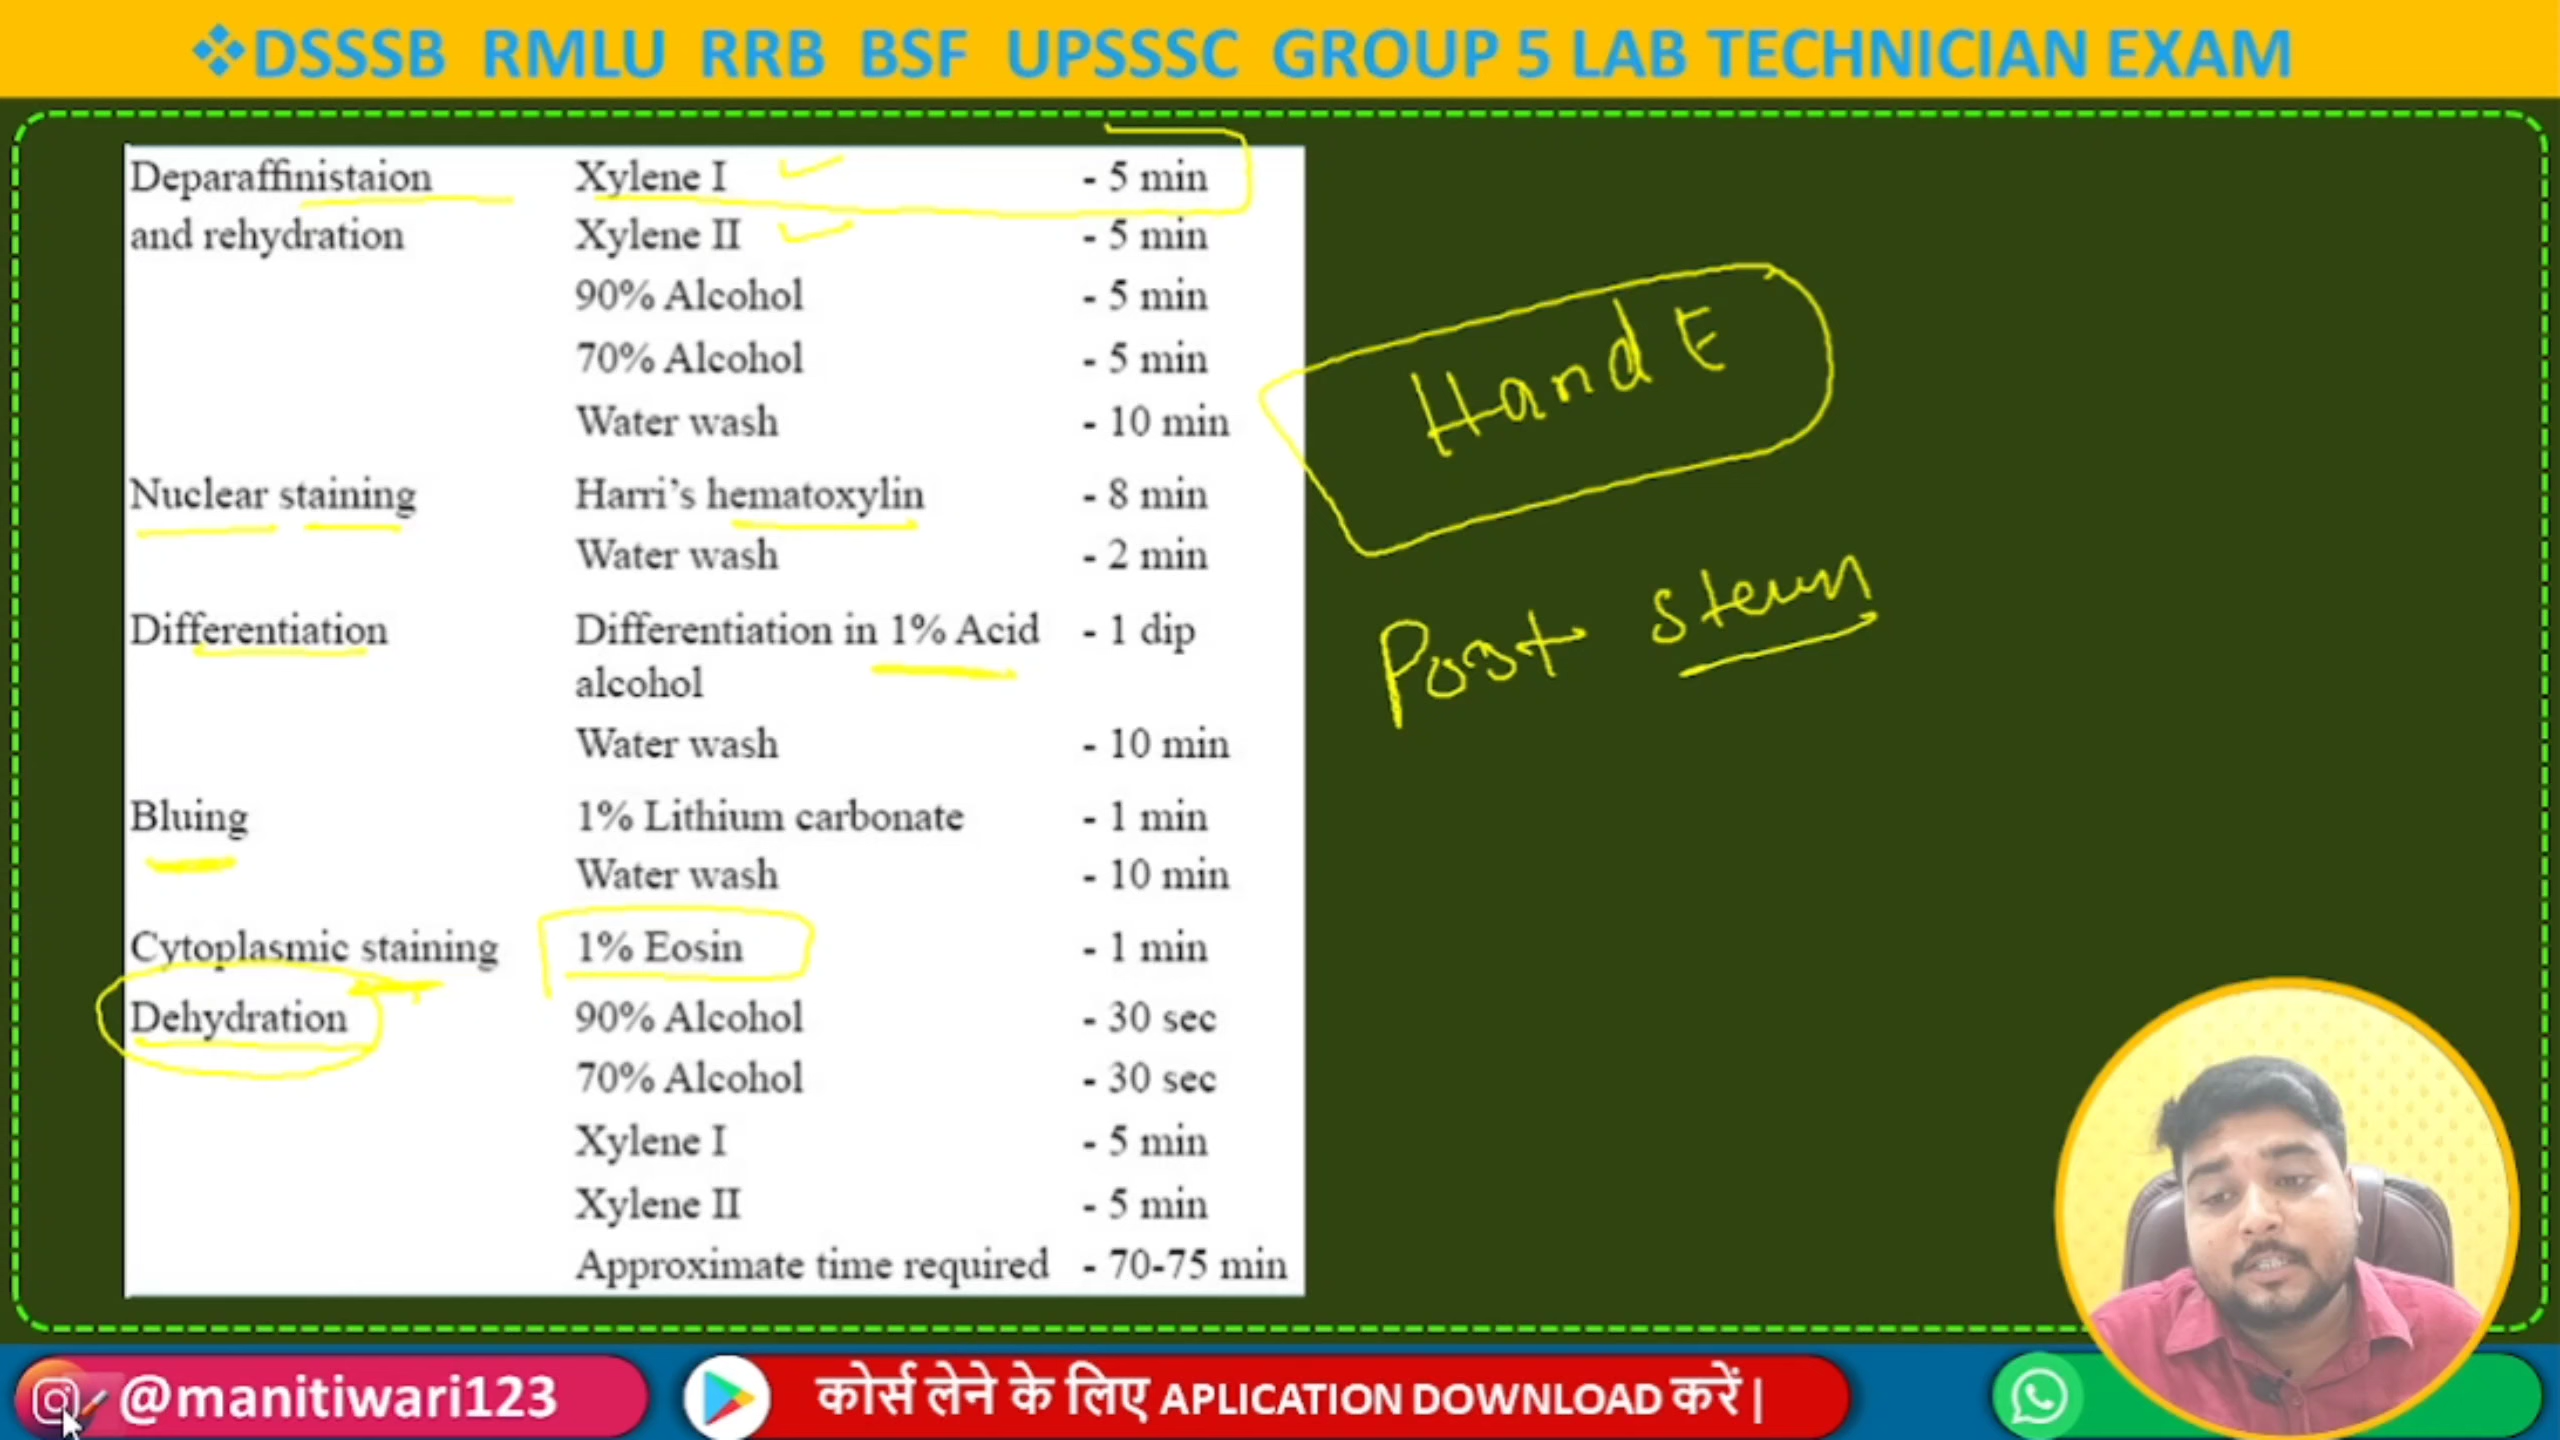 ❖DSSSB RMLU RRB BSF UPSSSC GROUP 5 LAB TECHNICIAN EXAM
Deparaffinistaion Xylene I - 5 min
and rehydration Xylene II - 5 min
90% Alcohol - 5 min
70% Alcohol - 5 min
Water wash - 10 min
Nuclear staining Harri’s hematoxylin - 8 min
Water wash - 2 min
Differentiation Differentiation in 1% Acid - 1 dip
alcohol
Water wash - 10 min
Bluing 1% Lithium carbonate - 1 min
Water wash - 10 min
Cytoplasmic staining 1% Eosin - 1 min
Dehydration 90% Alcohol - 30 sec
70% Alcohol - 30 sec
Xylene I - 5 min
Xylene II - 5 min
Approximate time required - 70-75 min
H and E
Post
@manitiwari123
कोर्स लेने के लिए APLICATION DOWNLOAD करें |